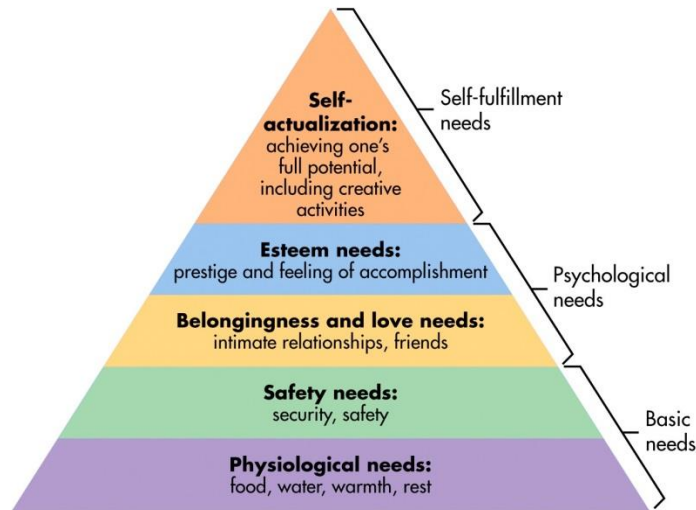 Self-
actualization:
achieving one's
full potential,
including creative
activities
Self-fulfillment
needs
Esteem needs:
prestige and feeling of accomplishment
Psychological
needs
Belongingness and love needs:
intimate relationships, friends
Safety needs:
security, safety
Basic
needs
Physiological needs:
food, water, warmth, rest